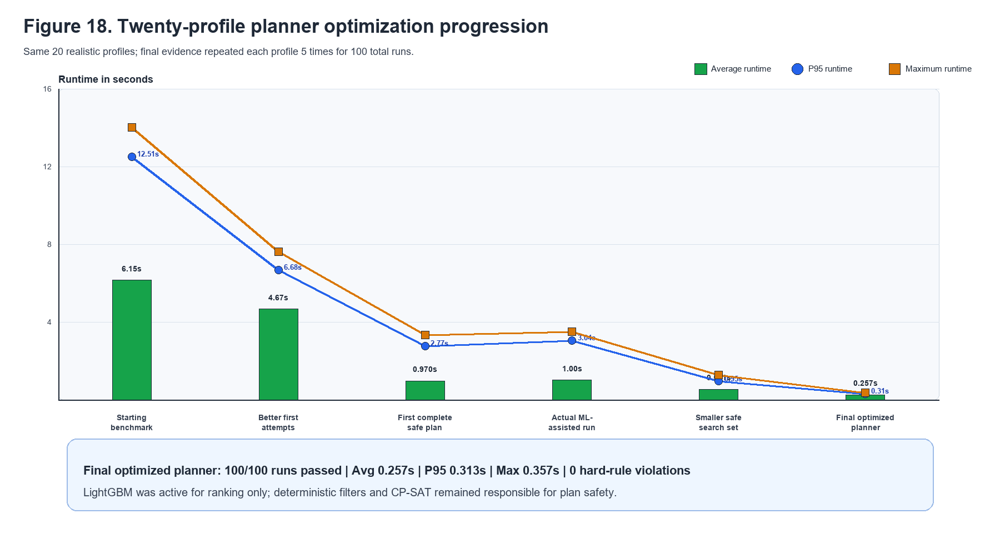 Figure 18. Twenty-profile planner optimization progression
Same 20 realistic profiles; final evidence repeated each profile 5 times for 100 total runs.
Average runtime
P95 runtime
Maximum runtime
Runtime in seconds
16
12
8
4
12.51s
6.15s
6.68s
4.67s
2.77s
0.970s
3.04s
1.00s
0.257s
0.31s
Starting
benchmark
Better first
attempts
First complete
safe plan
Actual ML-
assisted run
Smaller safe
search set
Final optimized
planner
Final optimized planner: 100/100 runs passed | Avg 0.257s | P95 0.313s | Max 0.357s | 0 hard-rule violations
LightGBM was active for ranking only; deterministic filters and CP-SAT remained responsible for plan safety.